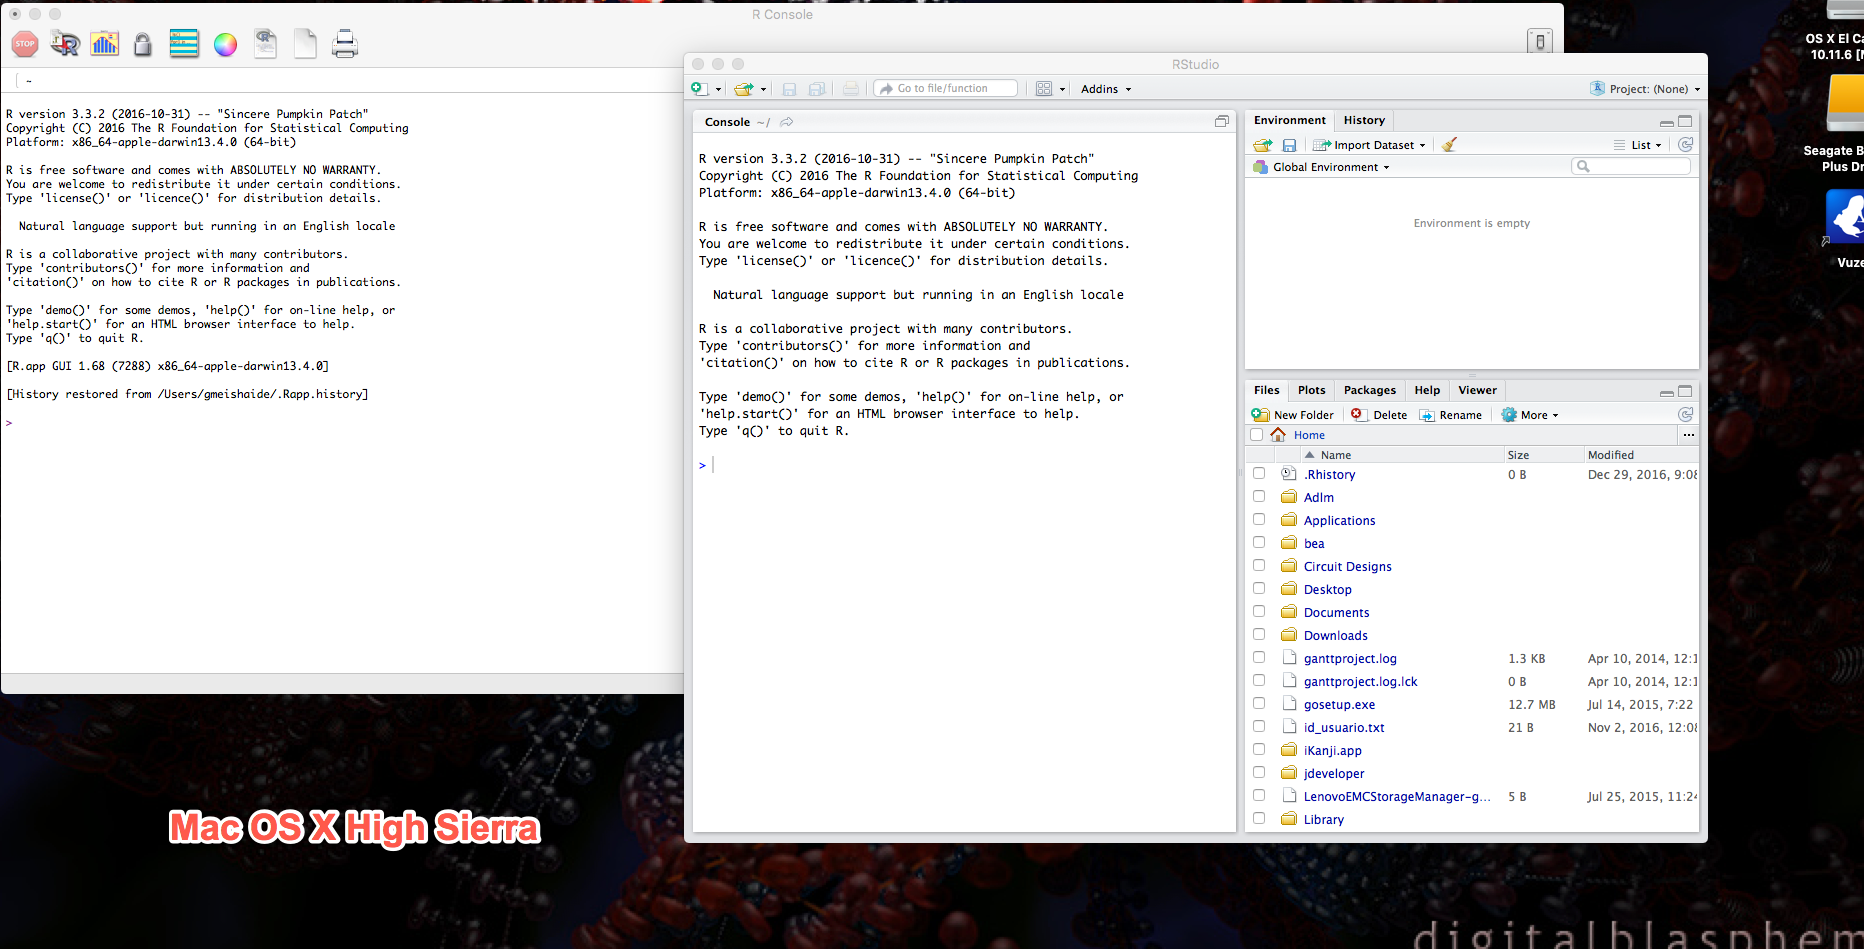 R Console
STOP
~
R version 3.3.2 (2016-10-31) -- "Sincere Pumpkin Patch"
Copyright (C) 2016 The R Foundation for Statistical Computing
Platform: x86_64-apple-darwin13.4.0 (64-bit)
R is free software and comes with ABSOLUTELY NO WARRANTY.
You are welcome to redistribute it under certain conditions.
Type 'license()' or 'licence()' for distribution details.
Natural language support but running in an English locale
R is a collaborative project with many contributors.
Type 'contributors()' for more information and
'citation()' on how to cite R or R packages in publications.
Type 'demo()' for some demos, 'help()' for on-line help, or
'help.start()' for an HTML browser interface to help.
Type 'q()' to quit R.
[R.app GUI 1.68 (7288) x86_64-apple-darwin13.4.0]
[History restored from /Users/gmeishaide/.Rapp.history]
>
RStudio
Go to file/function
Addins
Project: (None)
Console ~/
R version 3.3.2 (2016-10-31) -- "Sincere Pumpkin Patch"
Copyright (C) 2016 The R Foundation for Statistical Computing
Platform: x86_64-apple-darwin13.4.0 (64-bit)
R is free software and comes with ABSOLUTELY NO WARRANTY.
You are welcome to redistribute it under certain conditions.
Type 'license()' or 'licence()' for distribution details.
Natural language support but running in an English locale
R is a collaborative project with many contributors.
Type 'contributors()' for more information and
'citation()' on how to cite R or R packages in publications.
Type 'demo()' for some demos, 'help()' for on-line help, or
'help.start()' for an HTML browser interface to help.
Type 'q()' to quit R.
>
Environment History
Import Dataset List
Global Environment
Environment is empty
Files Plots Packages Help Viewer
New Folder Delete Rename More
Home ...
Name Size Modified
.Rhistory 0 B Dec 29, 2016, 9:08
Adlm
Applications
bea
Circuit Designs
Desktop
Documents
Downloads
ganttproject.log 1.3 KB Apr 10, 2014, 12:1
ganttproject.log.lck 0 B Apr 10, 2014, 12:1
gosetup.exe 12.7 MB Jul 14, 2015, 7:22
id_usuario.txt 21 B Nov 2, 2016, 12:08
iKanji.app
jdeveloper
LenovoEMCStorageManager-g... 5 B Jul 25, 2015, 11:24
Library
OS X El Ca
10.11.6 [M
Seagate B
Plus Dr
Vuze
Mac OS X High Sierra
digitalblasphem